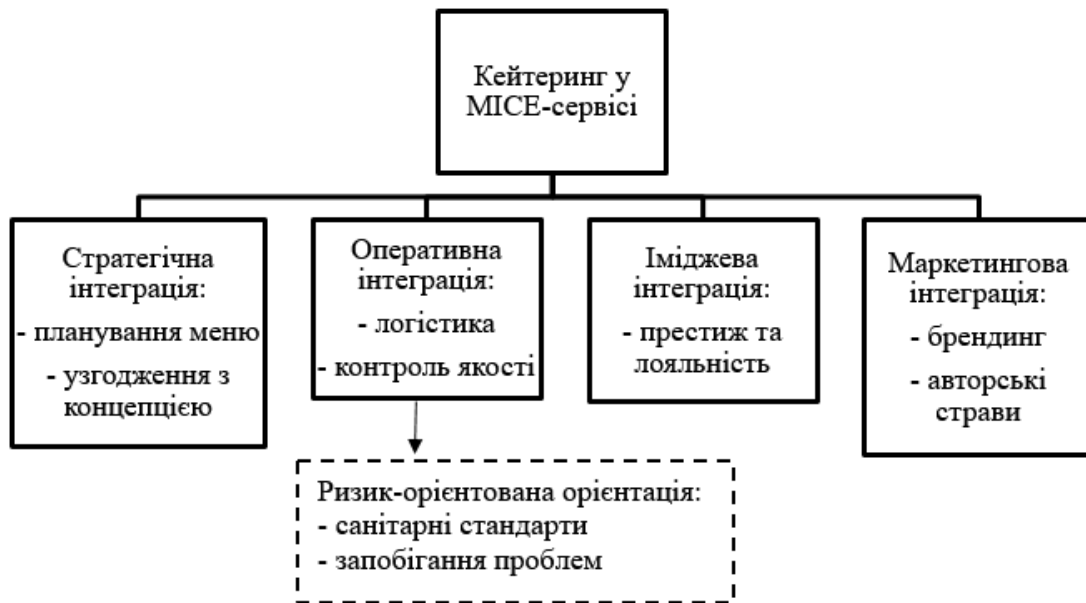 Кейтеринг у
MICE-сервісі
Стратегічна
інтеграція:
- планування меню
- узгодження з
концепцією
Оперативна
інтеграція:
- логістика
- контроль якості
Іміджева
інтеграція:
- престиж та
лояльність
Маркетингова
інтеграція:
- брендинг
- авторські
страви
Ризик-орієнтована орієнтація:
- санітарні стандарти
- запобігання проблем